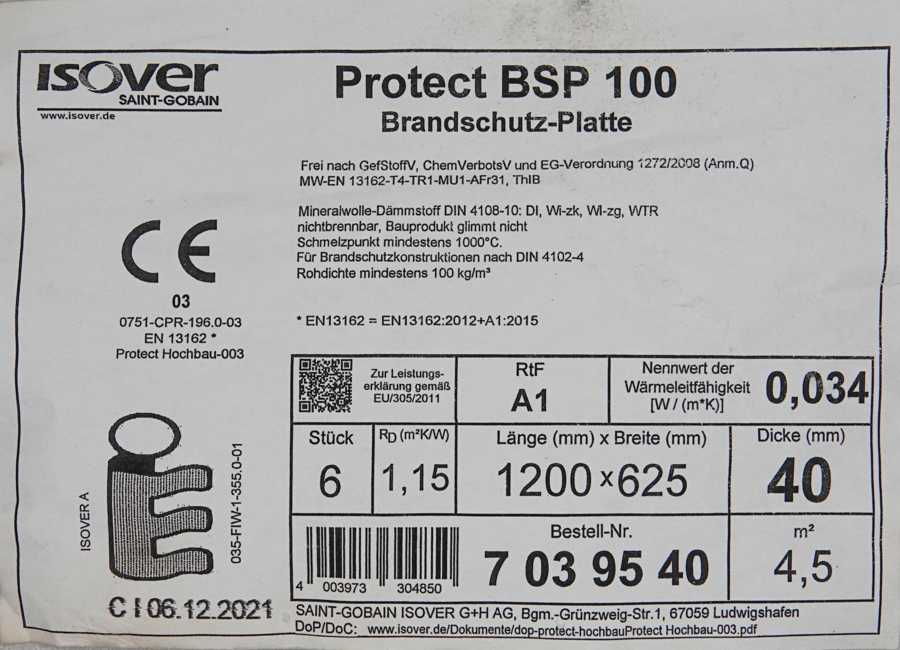 ISOVER
SAINT-GOBAIN
www.isover.de
Protect BSP 100
Brandschutz-Platte
Frei nach GefStoffV, ChemVerbotsV und EG-Verordnung 1272/2008 (Anm.Q)
MW-EN 13162-T4-TR1-MU1-AFr31, ThIB
Mineralwolle-Dämmstoff DIN 4108-10: DI, Wi-zk, WI-zg, WTR
nichtbrennbar, Bauprodukt glimmt nicht
Schmelzpunkt mindestens 1000°C.
Für Brandschutzkonstruktionen nach DIN 4102-4
Rohdichte mindestens 100 kg/m³
* EN13162 = EN13162:2012+A1:2015
CE
03
0751-CPR-196.0-03
EN 13162 *
Protect Hochbau-003
Zur Leistungs-
erklärung gemäß
EU/305/2011
RtF
A1
Nennwert der
Wärmeleitfähigkeit
[W / (m*K)]
0,034
Stück
6
RD (m²K/W)
1,15
Länge (mm) x Breite (mm)
1200 x 625
Dicke (mm)
40
4 003973 304850
Bestell-Nr.
7 03 95 40
m²
4,5
ISOVER A
035-FIW-1-355.0-01
C I 06.12.2021
SAINT-GOBAIN ISOVER G+H AG, Bgm.-Grünzweig-Str.1, 67059 Ludwigshafen
DoP/DoC: www.isover.de/Dokumente/dop-protect-hochbauProtect Hochbau-003.pdf